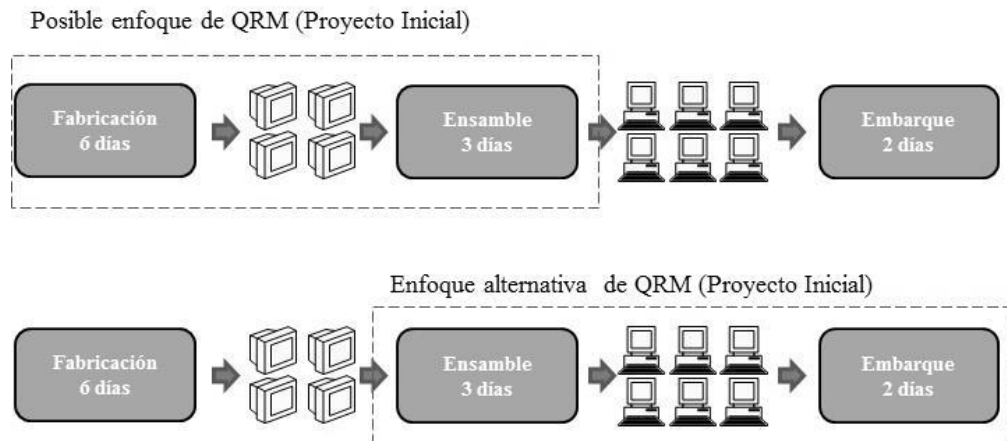 Posible enfoque de QRM (Proyecto Inicial)
Fabricación
6 días
Ensamble
3 días
Embarque
2 días
Enfoque alternativa de QRM (Proyecto Inicial)
Fabricación
6 días
Ensamble
3 días
Embarque
2 días